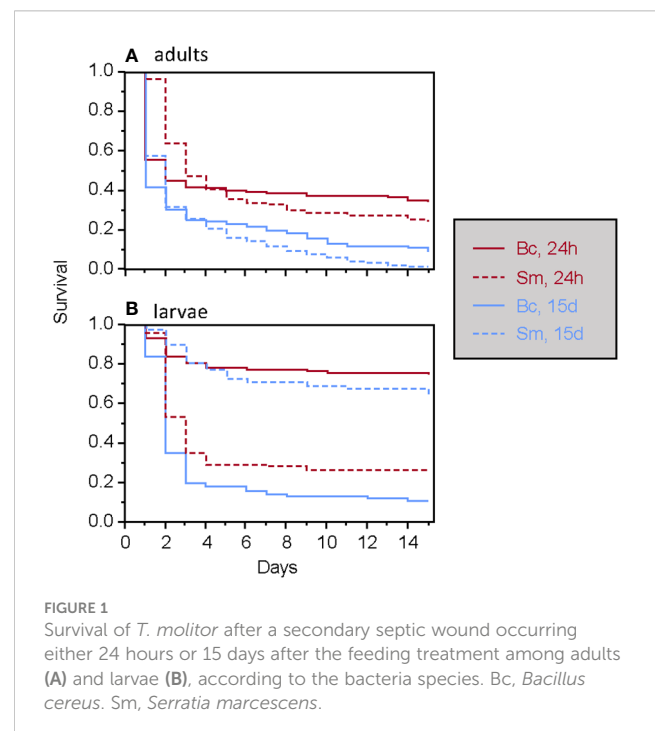 A adults
1.0
0.8
0.6
0.4
0.2
0.0
Survival
B larvae
1.0
0.8
0.6
0.4
0.2
0.0
0 2 4 6 8 10 12 14
Days
Bc, 24h
Sm, 24h
Bc, 15d
Sm, 15d
FIGURE 1
Survival of T. molitor after a secondary septic wound occurring
either 24 hours or 15 days after the feeding treatment among adults
(A) and larvae (B), according to the bacteria species. Bc, Bacillus
cereus. Sm, Serratia marcescens.